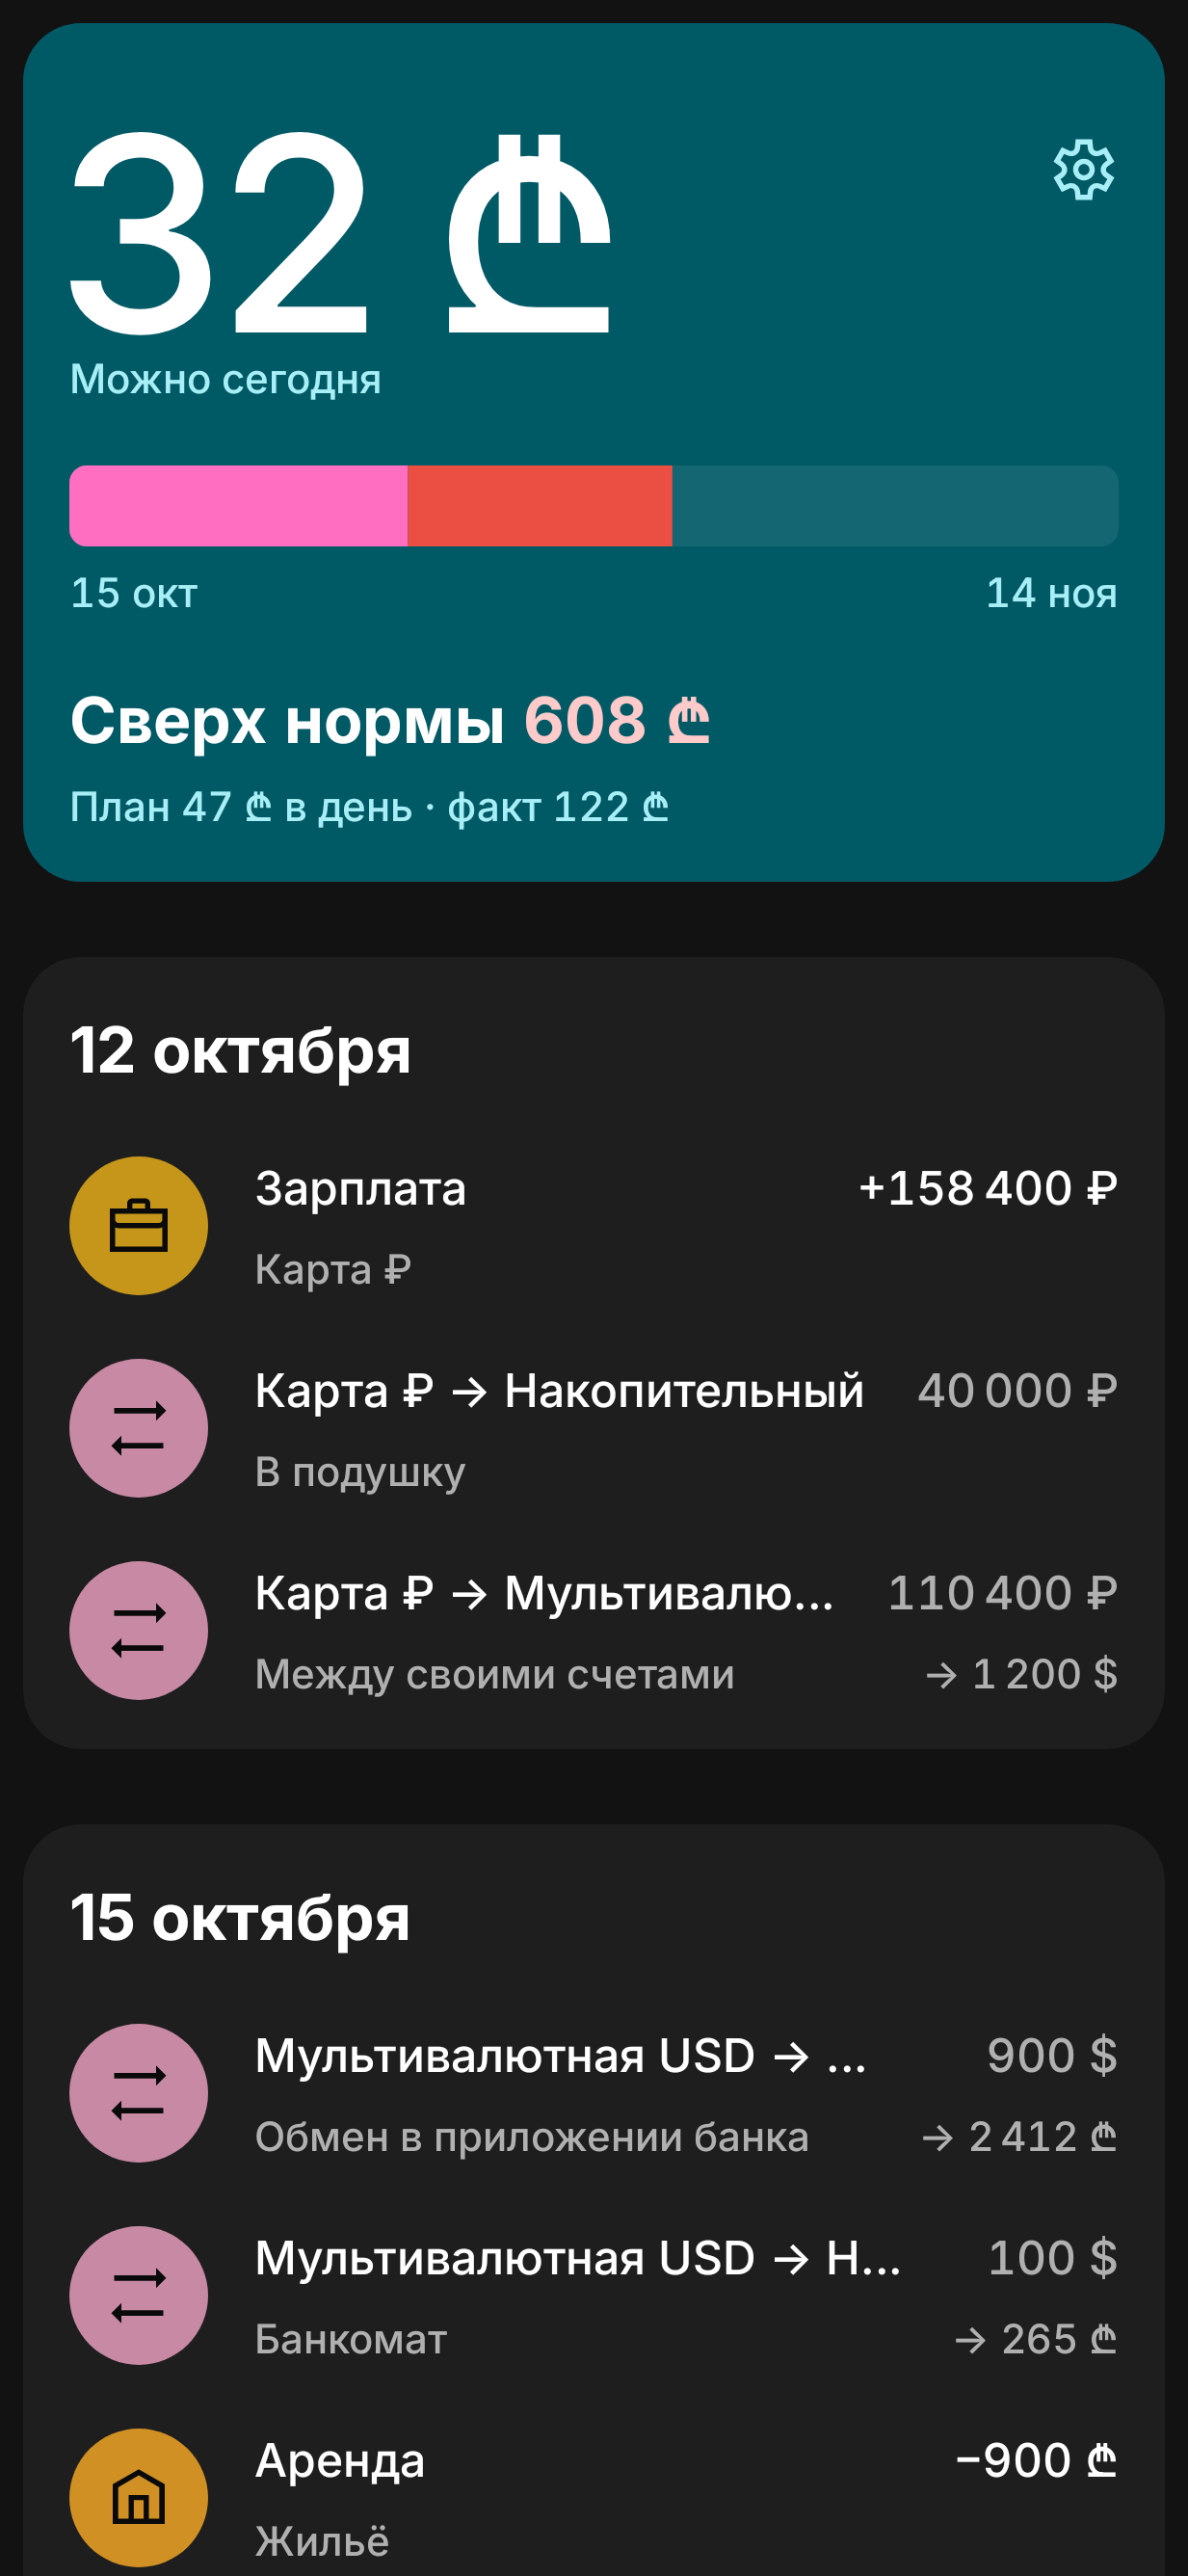 32 ₾
Можно сегодня
15 окт 14 ноя
Сверх нормы 608 ₾
План 47 ₾ в день · факт 122 ₾
12 октября
Зарплата +158 400 ₽
Карта ₽
Карта ₽ → Накопительный 40 000 ₽
В подушку
Карта ₽ → Мультивалю... 110 400 ₽
Между своими счетами → 1 200 $
15 октября
Мультивалютная USD → ... 900 $
Обмен в приложении банка → 2 412 ₾
Мультивалютная USD → Н... 100 $
Банкомат → 265 ₾
Аренда −900 ₾
Жильё